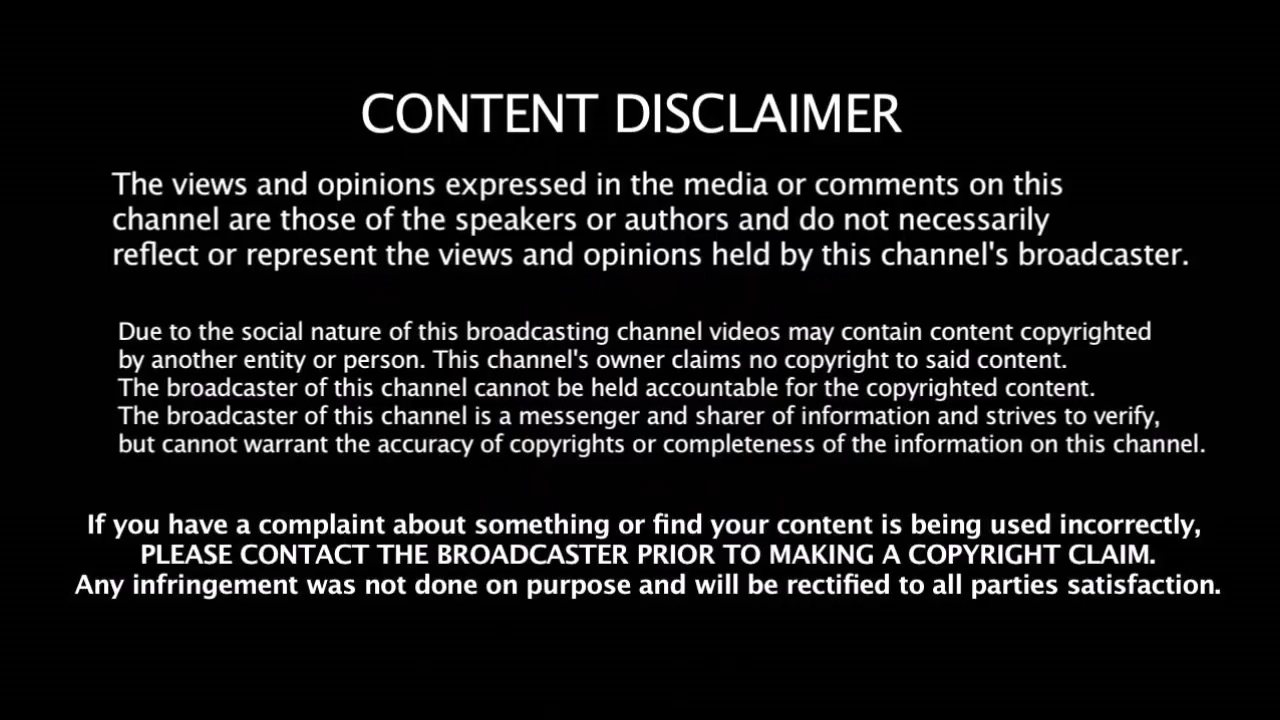 CONTENT DISCLAIMER
The views and opinions expressed in the media or comments on this
channel are those of the speakers or authors and do not necessarily
reflect or represent the views and opinions held by this channel's broadcaster.
Due to the social nature of this broadcasting channel videos may contain content copyrighted
by another entity or person. This channel's owner claims no copyright to said content.
The broadcaster of this channel cannot be held accountable for the copyrighted content.
The broadcaster of this channel is a messenger and sharer of information and strives to verify,
but cannot warrant the accuracy of copyrights or completeness of the information on this channel.
If you have a complaint about something or find your content is being used incorrectly,
PLEASE CONTACT THE BROADCASTER PRIOR TO MAKING A COPYRIGHT CLAIM.
Any infringement was not done on purpose and will be rectified to all parties satisfaction.